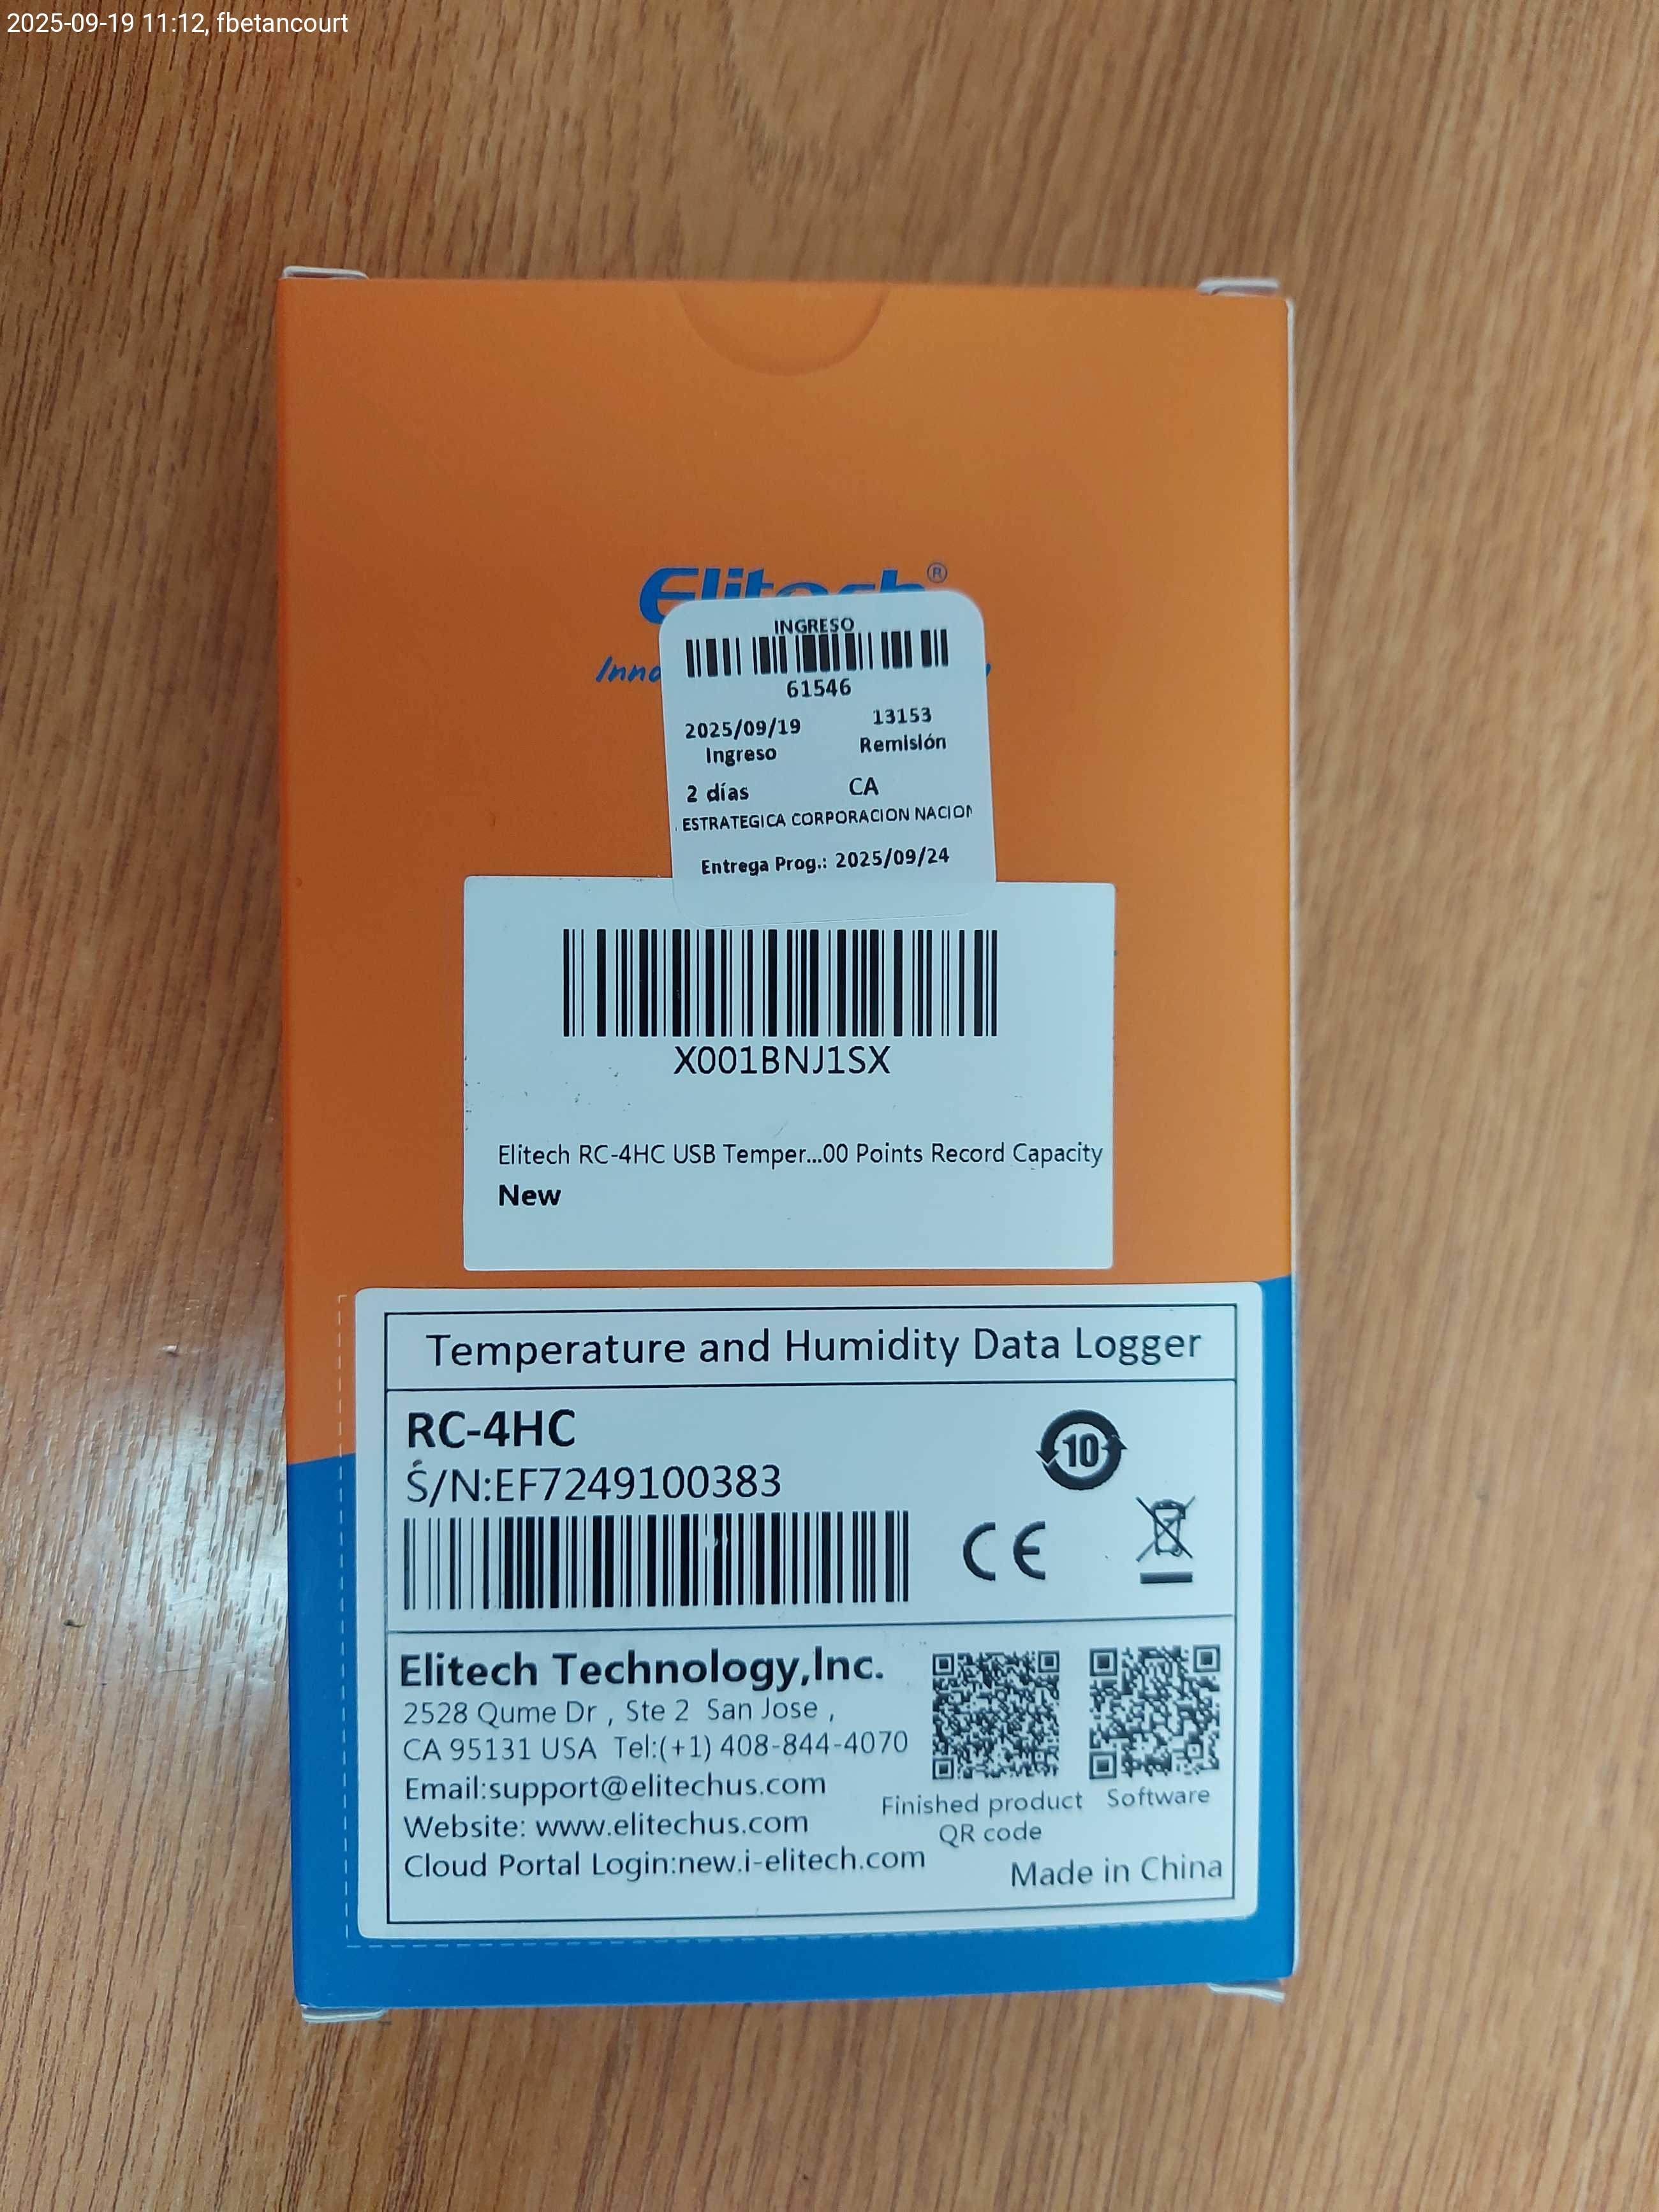 2025-09-19 11:12, fbetancourt
Elitech®
INGRESO
61546
2025/09/19
Ingreso
13153
Remisión
2 días
CA
ESTRATEGICA CORPORACION NACION
Entrega Prog.: 2025/09/24
X001BNJ1SX
Elitech RC-4HC USB Temper...00 Points Record Capacity
New
Temperature and Humidity Data Logger
RC-4HC
S/N:EF7249100383
10
CE
Elitech Technology,Inc.
2528 Qume Dr , Ste 2 San Jose ,
CA 95131 USA Tel:(+1) 408-844-4070
Email:support@elitechus.com
Website: www.elitechus.com
Cloud Portal Login:new.i-elitech.com
Finished product
QR code
Software
Made in China